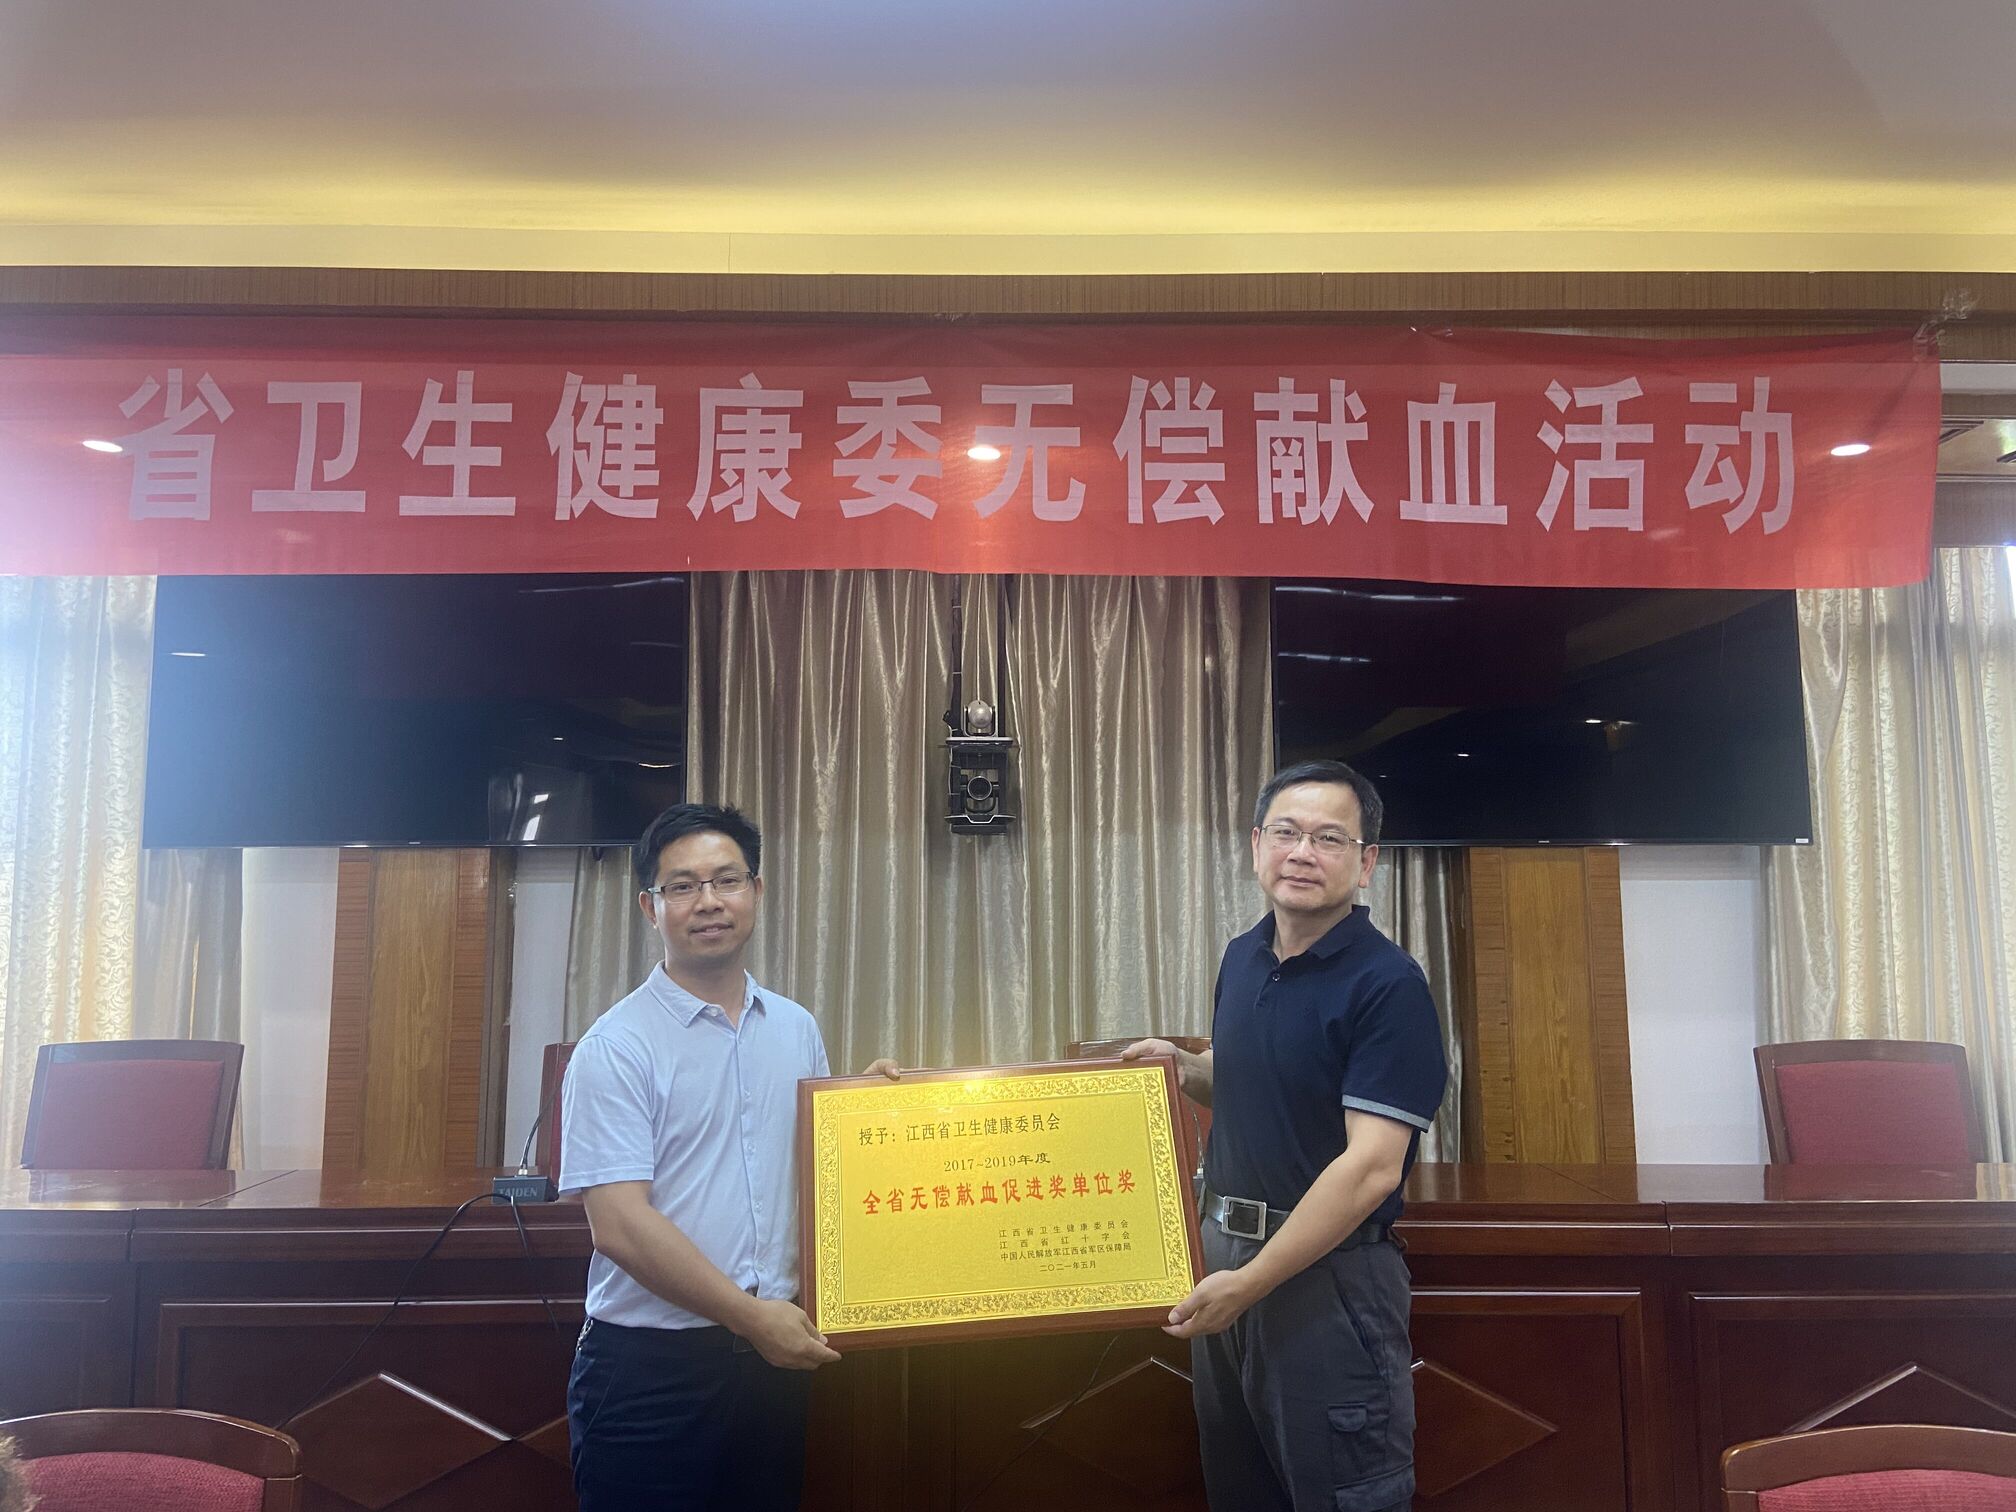 省卫生健康委无偿献血活动
授予：江西省卫生健康委员会
2017~2019年度
全省无偿献血促进奖单位奖
江西省卫生健康委员会
江西省红十字会
中国人民解放军江西省军区保障局
二〇二一年五月
TAIDEN